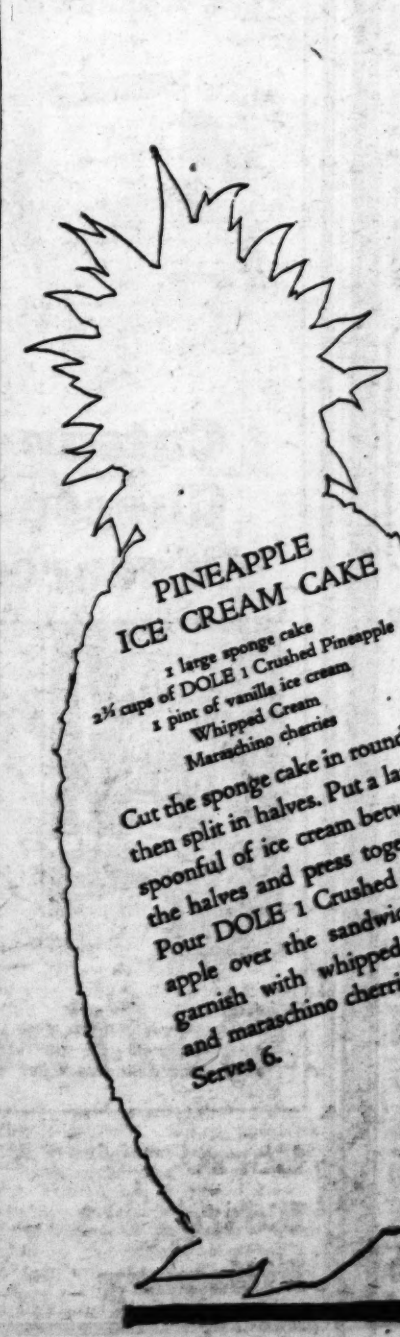 PINEAPPLE
ICE CREAM CAKE
1 large sponge cake
2¼ cups of DOLE 1 Crushed Pineapple
1 pint of vanilla ice cream
Whipped Cream
Maraschino cherries
Cut the sponge cake in round
then split in halves. Put a la
spoonful of ice cream betw
the halves and press toge
Pour DOLE 1 Crushed
apple over the sandwic
garnish with whipped
and maraschino cherri
Serves 6.